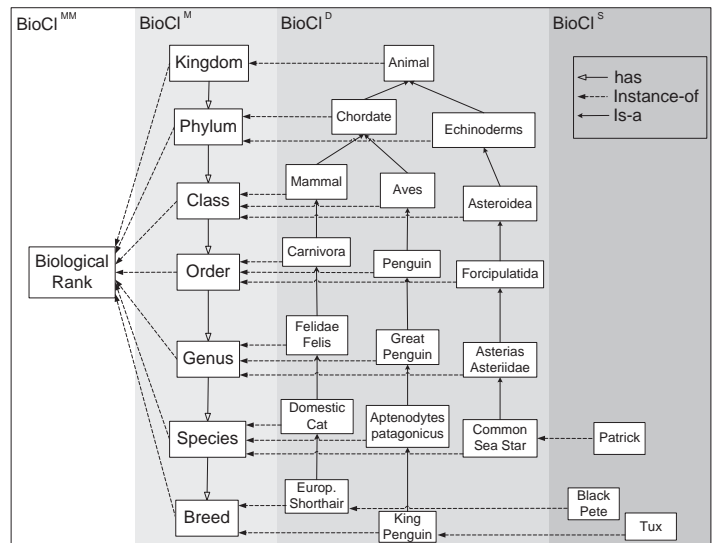 BioCl^MM
BioCl^M
BioCl^D
BioCl^S
Kingdom
Animal
has
Instance-of
Is-a
Phylum
Chordate
Echinoderms
Class
Mammal
Aves
Asteroidea
Biological
Rank
Order
Carnivora
Penguin
Forcipulatida
Genus
Felidae
Felis
Great
Penguin
Asterias
Asteriidae
Species
Domestic
Cat
Aptenodytes
patagonicus
Common
Sea Star
Patrick
Breed
Europ.
Shorthair
King
Penguin
Black
Pete
Tux